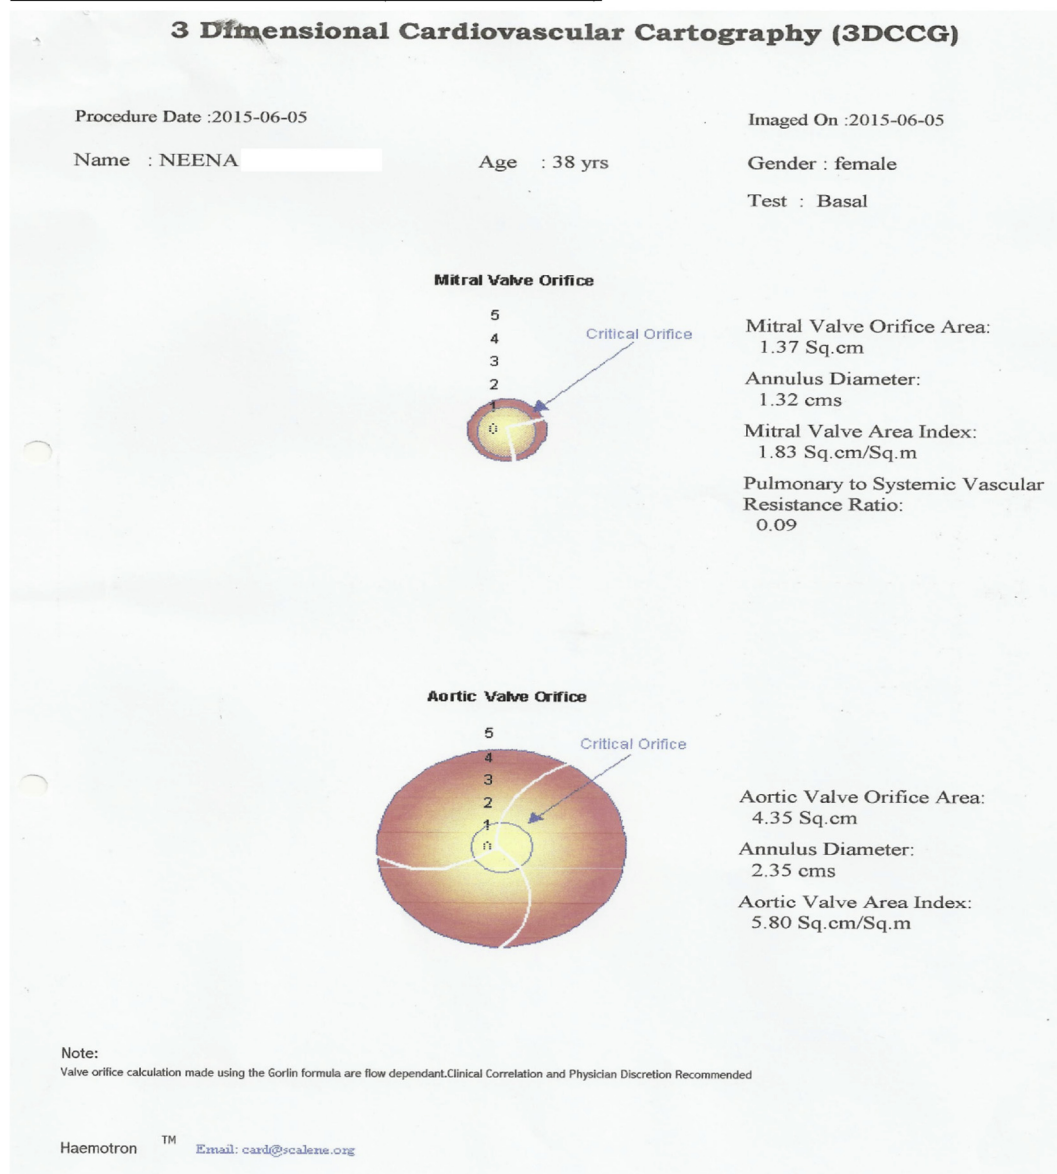 3 Dimensional Cardiovascular Cartography (3DCCG)
Procedure Date :2015-06-05
Imaged On :2015-06-05
Name : NEENA
Age : 38 yrs
Gender : female
Test : Basal
Mitral Valve Orifice
5
4
3
2
1
0
Critical Orifice
Mitral Valve Orifice Area:
1.37 Sq.cm
Annulus Diameter:
1.32 cms
Mitral Valve Area Index:
1.83 Sq.cm/Sq.m
Pulmonary to Systemic Vascular
Resistance Ratio:
0.09
Aortic Valve Orifice
5
4
3
2
1
0
Critical Orifice
Aortic Valve Orifice Area:
4.35 Sq.cm
Annulus Diameter:
2.35 cms
Aortic Valve Area Index:
5.80 Sq.cm/Sq.m
Note:
Valve orifice calculation made using the Gorlin formula are flow dependant.Clinical Correlation and Physician Discretion Recommended
Haemotron TM Email: card@scalene.org